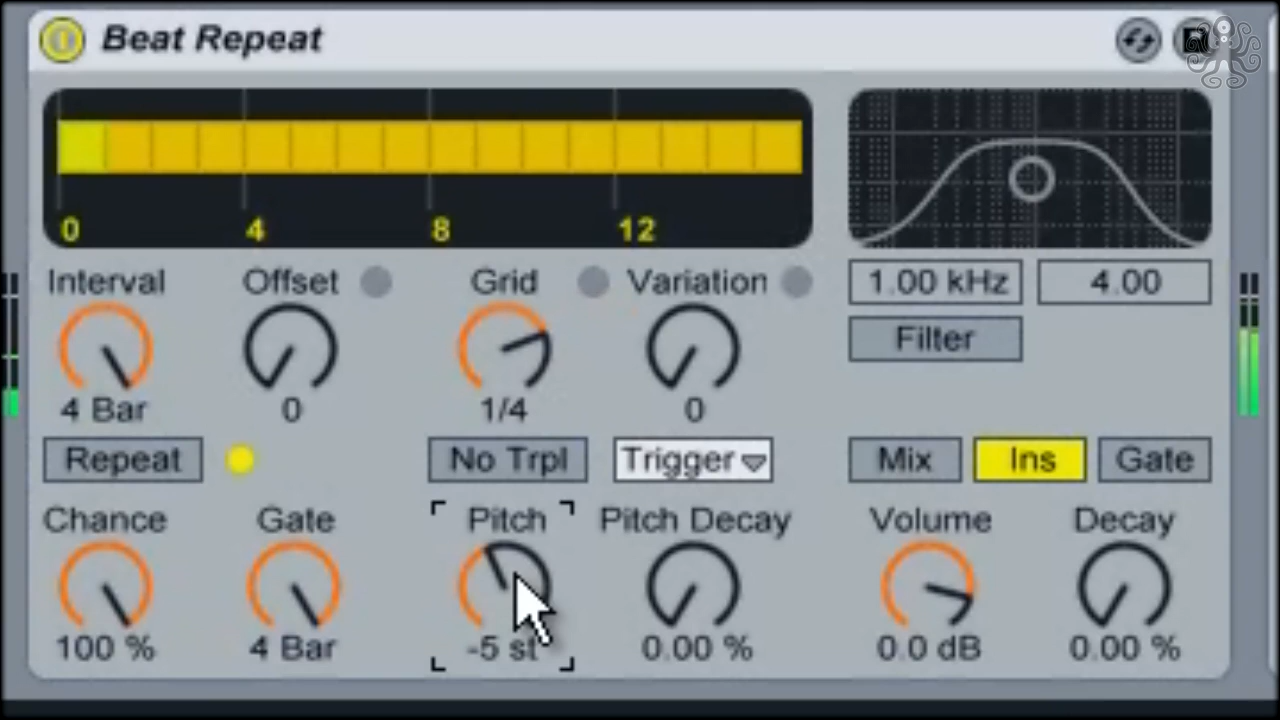 Beat Repeat
0 4 8 12
Interval Offset Grid Variation
1.00 kHz 4.00
Filter
4 Bar 0 1/4 0
Repeat No Trpl Trigger Mix Ins Gate
Chance Gate Pitch Pitch Decay Volume Decay
100 % 4 Bar -5 st 0.00 % 0.0 dB 0.00 %